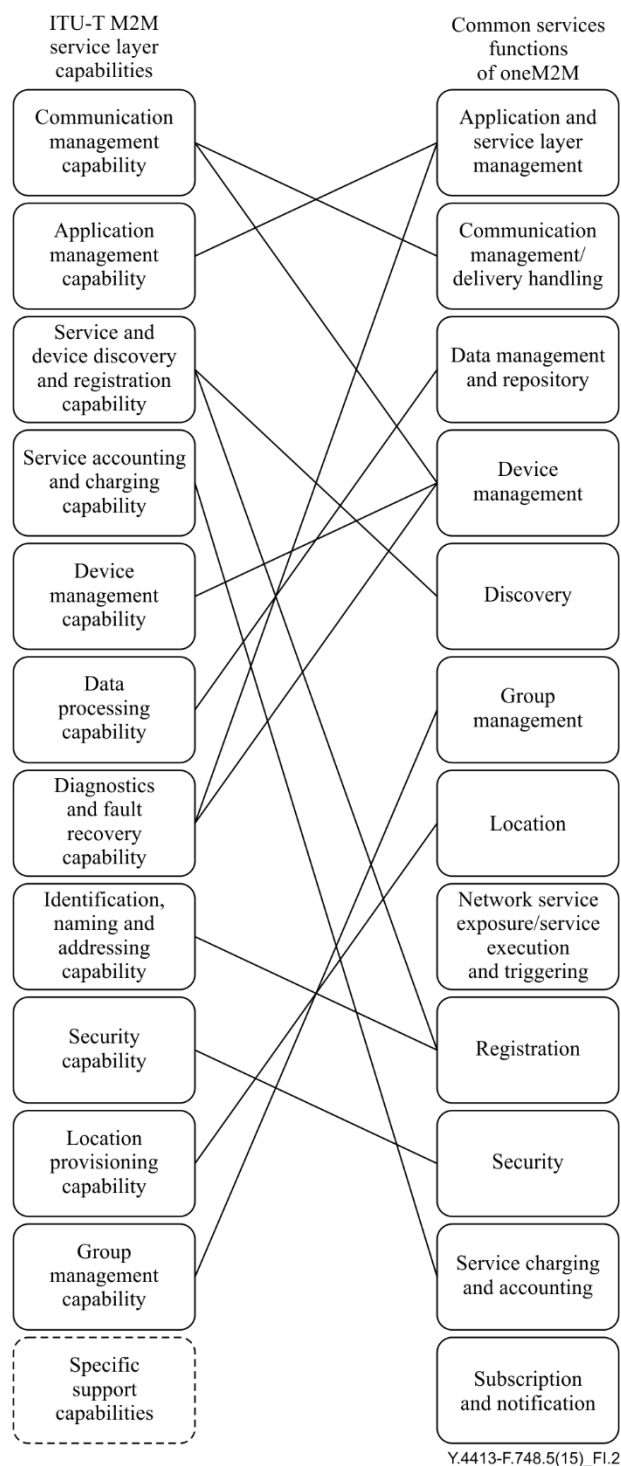 ITU-T M2M
service layer
capabilities
Common services
functions
of oneM2M
Communication
management
capability
Application and
service layer
management
Application
management
capability
Communication
management/
delivery handling
Service and
device discovery
and registration
capability
Data management
and repository
Service accounting
and charging
capability
Device
management
Device
management
capability
Discovery
Data
processing
capability
Group
management
Diagnostics
and fault
recovery
capability
Location
Identification,
naming and
addressing
capability
Network service
exposure/service
execution
and triggering
Security
capability
Registration
Location
provisioning
capability
Security
Group
management
capability
Service charging
and accounting
Specific
support
capabilities
Subscription
and notification
Y.4413-F.748.5(15)_FI.2